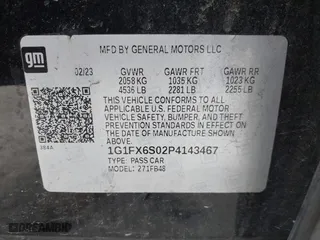 gm
MFD BY GENERAL MOTORS LLC
02/23 GVWR GAWR FRT GAWR RR
2058 KG 1035 KG 1023 KG
4536 LB 2281 LB 2255 LB
THIS VEHICLE CONFORMS TO ALL
APPLICABLE U.S. FEDERAL MOTOR
VEHICLE SAFETY, BUMPER, AND THEFT
PREVENTION STANDARDS IN EFFECT ON
THE DATE OF MANUFACTURE SHOWN ABOVE.
1G1FX6S02P4143467
TYPE: PASS CAR
MODEL: 271FB48